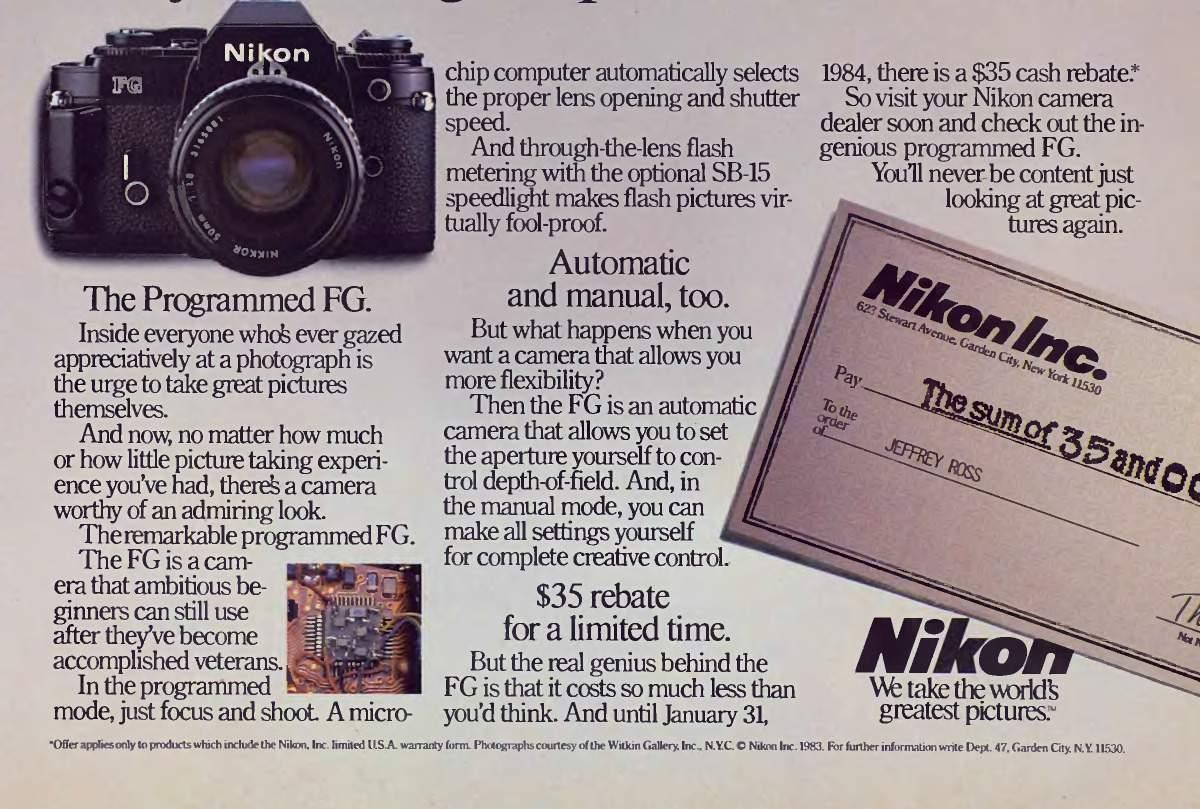 Nikon
FG
Nikon
50mm 1:1.8 3165881
NIKKOR
The Programmed FG.
Inside everyone who's ever gazed
appreciatively at a photograph is
the urge to take great pictures
themselves.
And now, no matter how much
or how little picture taking experi-
ence you've had, there's a camera
worthy of an admiring look.
The remarkable programmed FG.
The FG is a cam-
era that ambitious be-
ginners can still use
after they've become
accomplished veterans.
In the programmed
mode, just focus and shoot. A micro-
chip computer automatically selects
the proper lens opening and shutter
speed.
And through-the-lens flash
metering with the optional SB-15
speedlight makes flash pictures vir-
tually fool-proof.
Automatic
and manual, too.
But what happens when you
want a camera that allows you
more flexibility?
Then the FG is an automatic
camera that allows you to set
the aperture yourself to con-
trol depth-of-field. And, in
the manual mode, you can
make all settings yourself
for complete creative control.
$35 rebate
for a limited time.
But the real genius behind the
FG is that it costs so much less than
you'd think. And until January 31,
1984, there is a $35 cash rebate.*
So visit your Nikon camera
dealer soon and check out the in-
genious programmed FG.
You'll never be content just
looking at great pic-
tures again.
Nikon Inc.
623 Stewart Avenue, Garden City, New York 11530
Pay The sum of 35 and
To the
order
of JEFFREY ROSS
Nikon
We take the world's
greatest pictures.™
*Offer applies only to products which include the Nikon, Inc. limited U.S.A. warranty form. Photographs courtesy of the Witkin Gallery, Inc., N.Y.C. © Nikon Inc. 1983. For further information write Dept. 47, Garden City, N.Y. 11530.